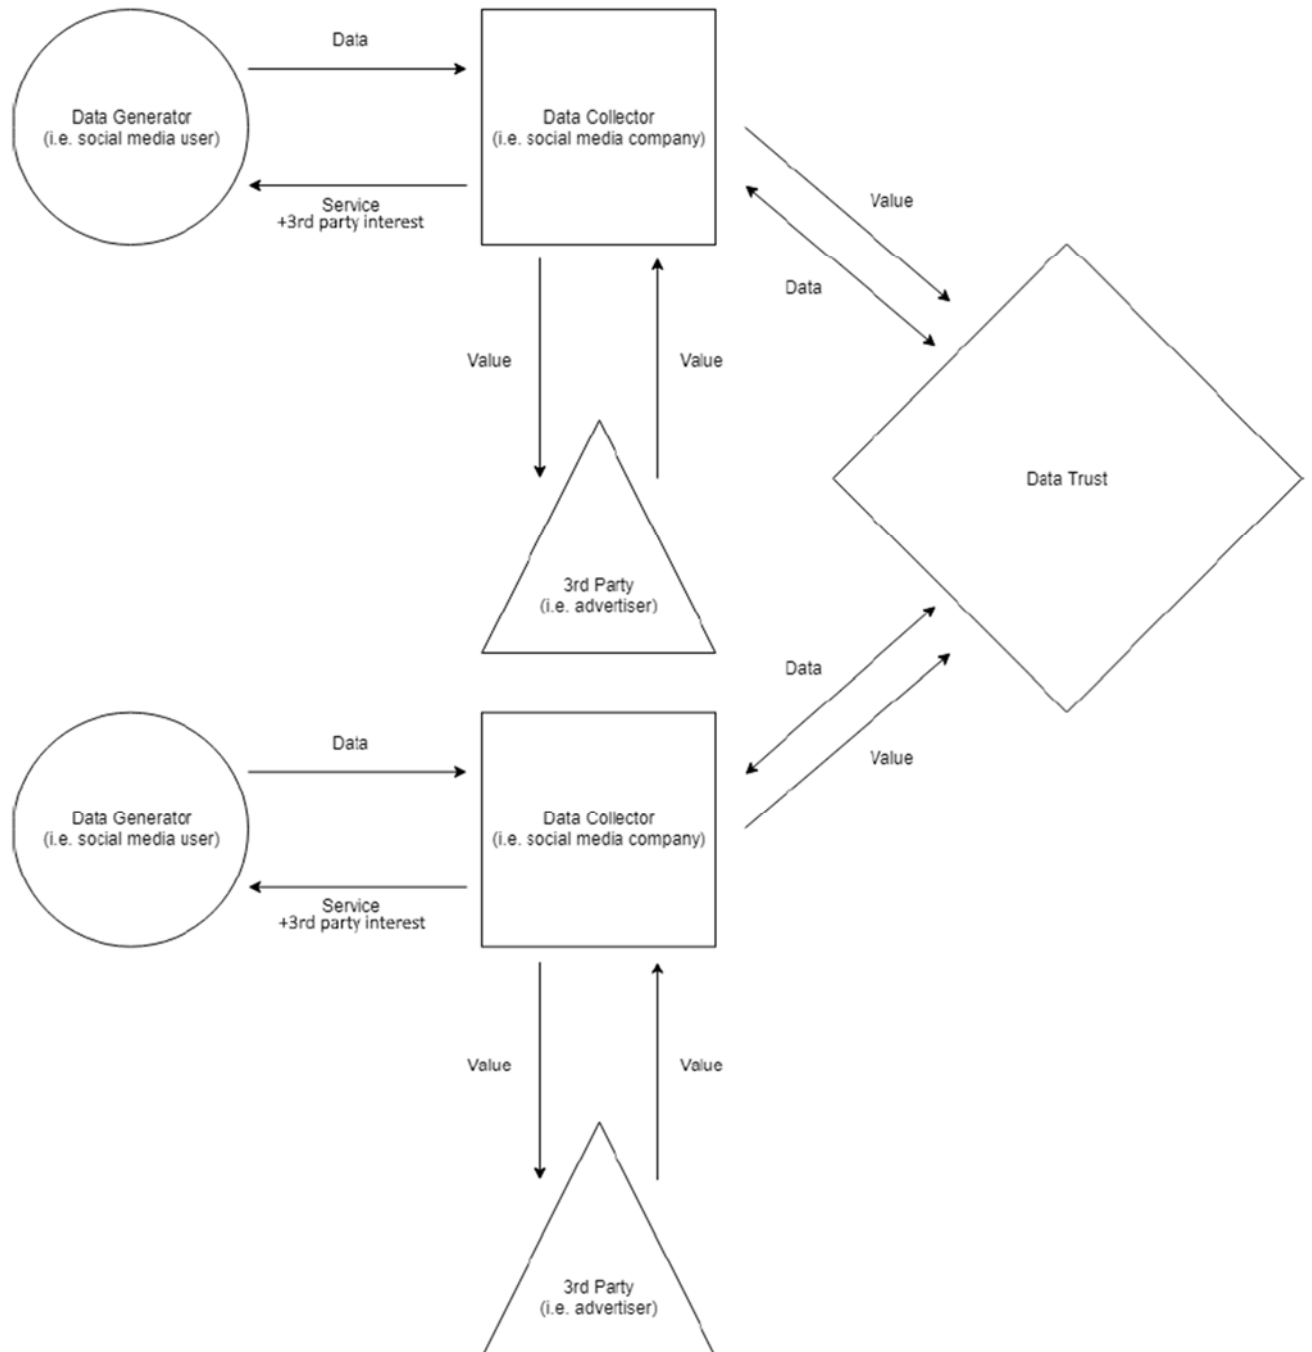 Data
Data Generator
(i.e. social media user)
Data Collector
(i.e. social media company)
Service
+3rd party interest
Value
Data
Value
Value
Data Trust
3rd Party
(i.e. advertiser)
Data
Data
Value
Data Generator
(i.e. social media user)
Data Collector
(i.e. social media company)
Service
+3rd party interest
Value
Value
3rd Party
(i.e. advertiser)